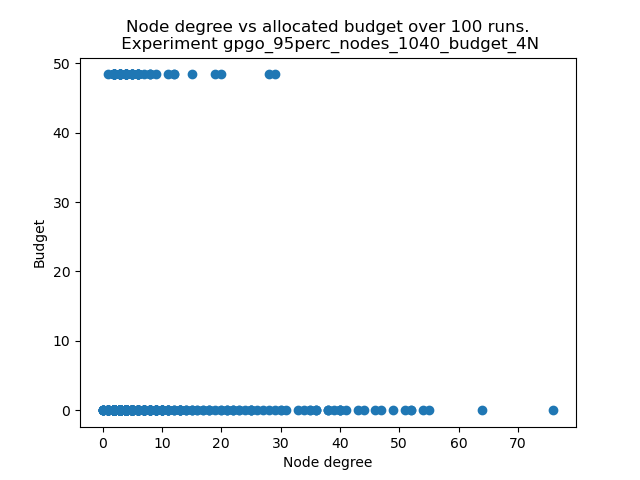 Node degree vs allocated budget over 100 runs.
Experiment gpgo_95perc_nodes_1040_budget_4N
50
40
30
20
10
0
Budget
0 10 20 30 40 50 60 70
Node degree